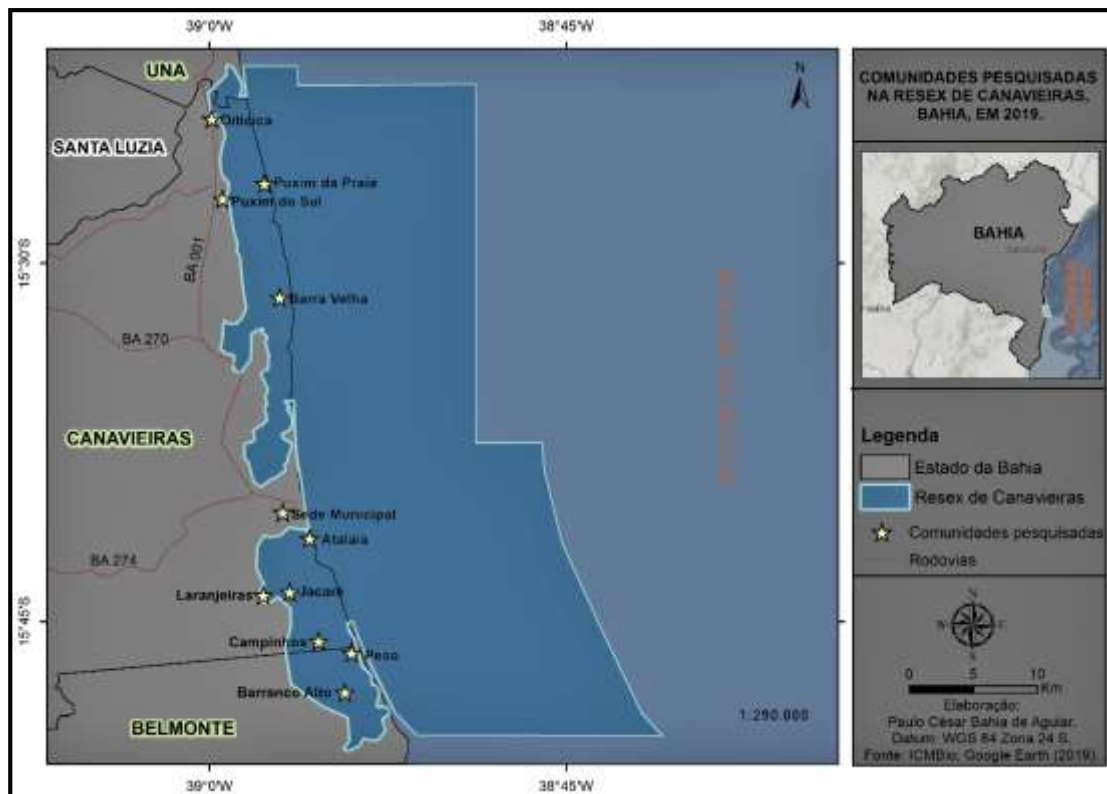 39°0'W
38°45'W
UNA
N
Oiticica
SANTA LUZIA
Puxim da Praia
Puxim do Sul
BA 001
15°30'S
Barra Velha
BA 270
CANAVIEIRAS
Sede Municipal
Atalaia
BA 274
Laranjeiras
Jacaré
15°45'S
Campinhos
Peso
Barranco Alto
BELMONTE
1:290.000
39°0'W
38°45'W
COMUNIDADES PESQUISADAS
NA RESEX DE CANAVIEIRAS,
BAHIA, EM 2019.
BAHIA
Legenda
Estado da Bahia
Resex de Canavieiras
Comunidades pesquisadas
Rodovias
N
W
E
S
0 5 10
Km
Elaboração:
Paulo César Bahia de Aguiar.
Datum: WGS 84 Zona 24 S.
Fonte: ICMBio; Google Earth (2019)